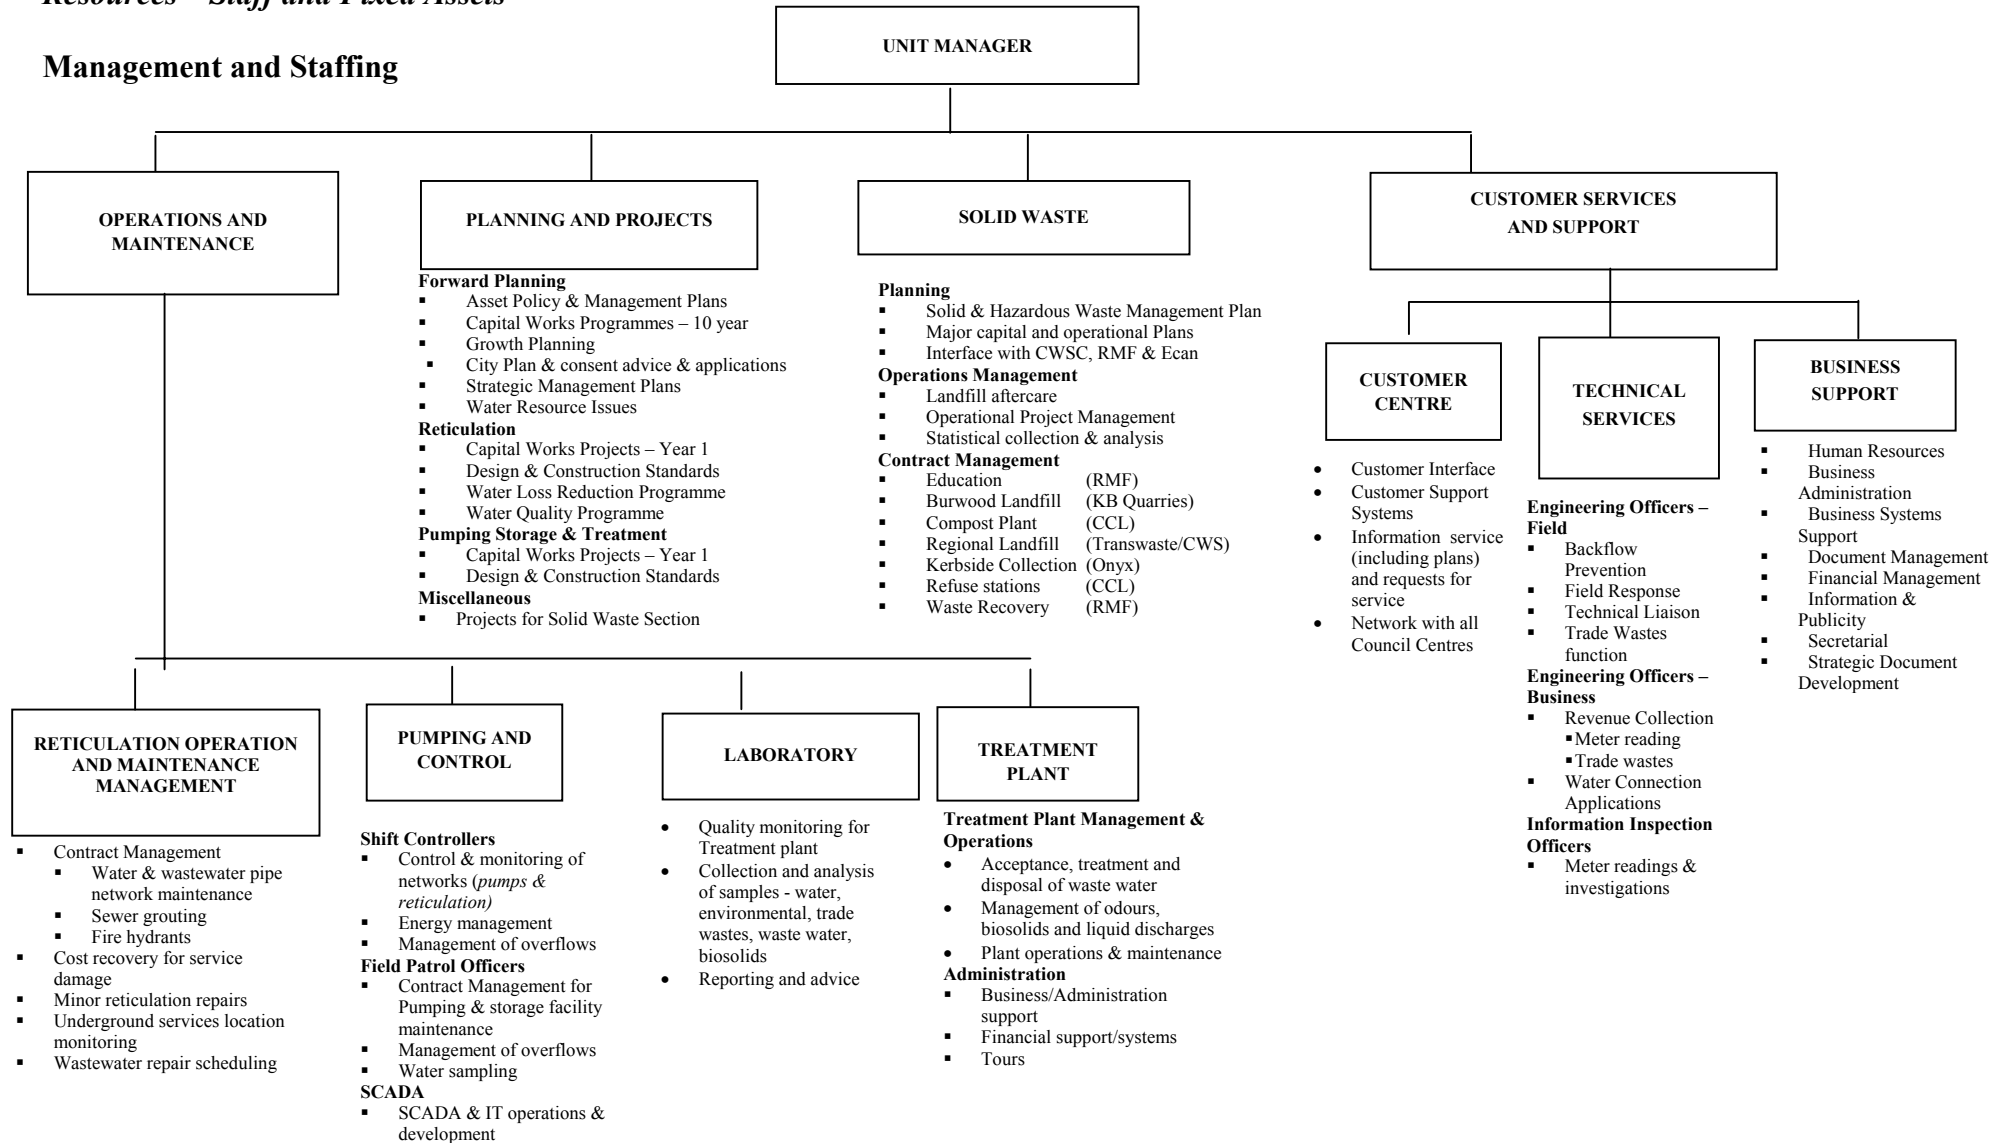 Resources – Staff and Fixed Assets
Management and Staffing
UNIT MANAGER
OPERATIONS AND
MAINTENANCE
PLANNING AND PROJECTS
Forward Planning
▪ Asset Policy & Management Plans
▪ Capital Works Programmes – 10 year
▪ Growth Planning
▪ City Plan & consent advice & applications
▪ Strategic Management Plans
▪ Water Resource Issues
Reticulation
▪ Capital Works Projects – Year 1
▪ Design & Construction Standards
▪ Water Loss Reduction Programme
▪ Water Quality Programme
Pumping Storage & Treatment
▪ Capital Works Projects – Year 1
▪ Design & Construction Standards
Miscellaneous
▪ Projects for Solid Waste Section
SOLID WASTE
Planning
▪ Solid & Hazardous Waste Management Plan
▪ Major capital and operational Plans
▪ Interface with CWSC, RMF & Ecan
Operations Management
▪ Landfill aftercare
▪ Operational Project Management
▪ Statistical collection & analysis
Contract Management
▪ Education (RMF)
▪ Burwood Landfill (KB Quarries)
▪ Compost Plant (CCL)
▪ Regional Landfill (Transwaste/CWS)
▪ Kerbside Collection (Onyx)
▪ Refuse stations (CCL)
▪ Waste Recovery (RMF)
CUSTOMER SERVICES
AND SUPPORT
CUSTOMER
CENTRE
• Customer Interface
• Customer Support
Systems
• Information service
(including plans)
and requests for
service
• Network with all
Council Centres
TECHNICAL
SERVICES
Engineering Officers –
Field
▪ Backflow
Prevention
▪ Field Response
▪ Technical Liaison
▪ Trade Wastes
function
Engineering Officers –
Business
▪ Revenue Collection
▪ Meter reading
▪ Trade wastes
▪ Water Connection
Applications
Information Inspection
Officers
▪ Meter readings &
investigations
BUSINESS
SUPPORT
▪ Human Resources
▪ Business
Administration
▪ Business Systems
Support
▪ Document Management
▪ Financial Management
▪ Information &
Publicity
▪ Secretarial
▪ Strategic Document
Development
RETICULATION OPERATION
AND MAINTENANCE
MANAGEMENT
▪ Contract Management
▪ Water & wastewater pipe
network maintenance
▪ Sewer grouting
▪ Fire hydrants
▪ Cost recovery for service
damage
▪ Minor reticulation repairs
▪ Underground services location
monitoring
▪ Wastewater repair scheduling
PUMPING AND
CONTROL
Shift Controllers
▪ Control & monitoring of
networks (pumps &
reticulation)
▪ Energy management
▪ Management of overflows
Field Patrol Officers
▪ Contract Management for
Pumping & storage facility
maintenance
▪ Management of overflows
▪ Water sampling
SCADA
▪ SCADA & IT operations &
development
LABORATORY
• Quality monitoring for
Treatment plant
• Collection and analysis
of samples - water,
environmental, trade
wastes, waste water,
biosolids
• Reporting and advice
TREATMENT
PLANT
Treatment Plant Management &
Operations
• Acceptance, treatment and
disposal of waste water
• Management of odours,
biosolids and liquid discharges
• Plant operations & maintenance
Administration
▪ Business/Administration
support
▪ Financial support/systems
▪ Tours